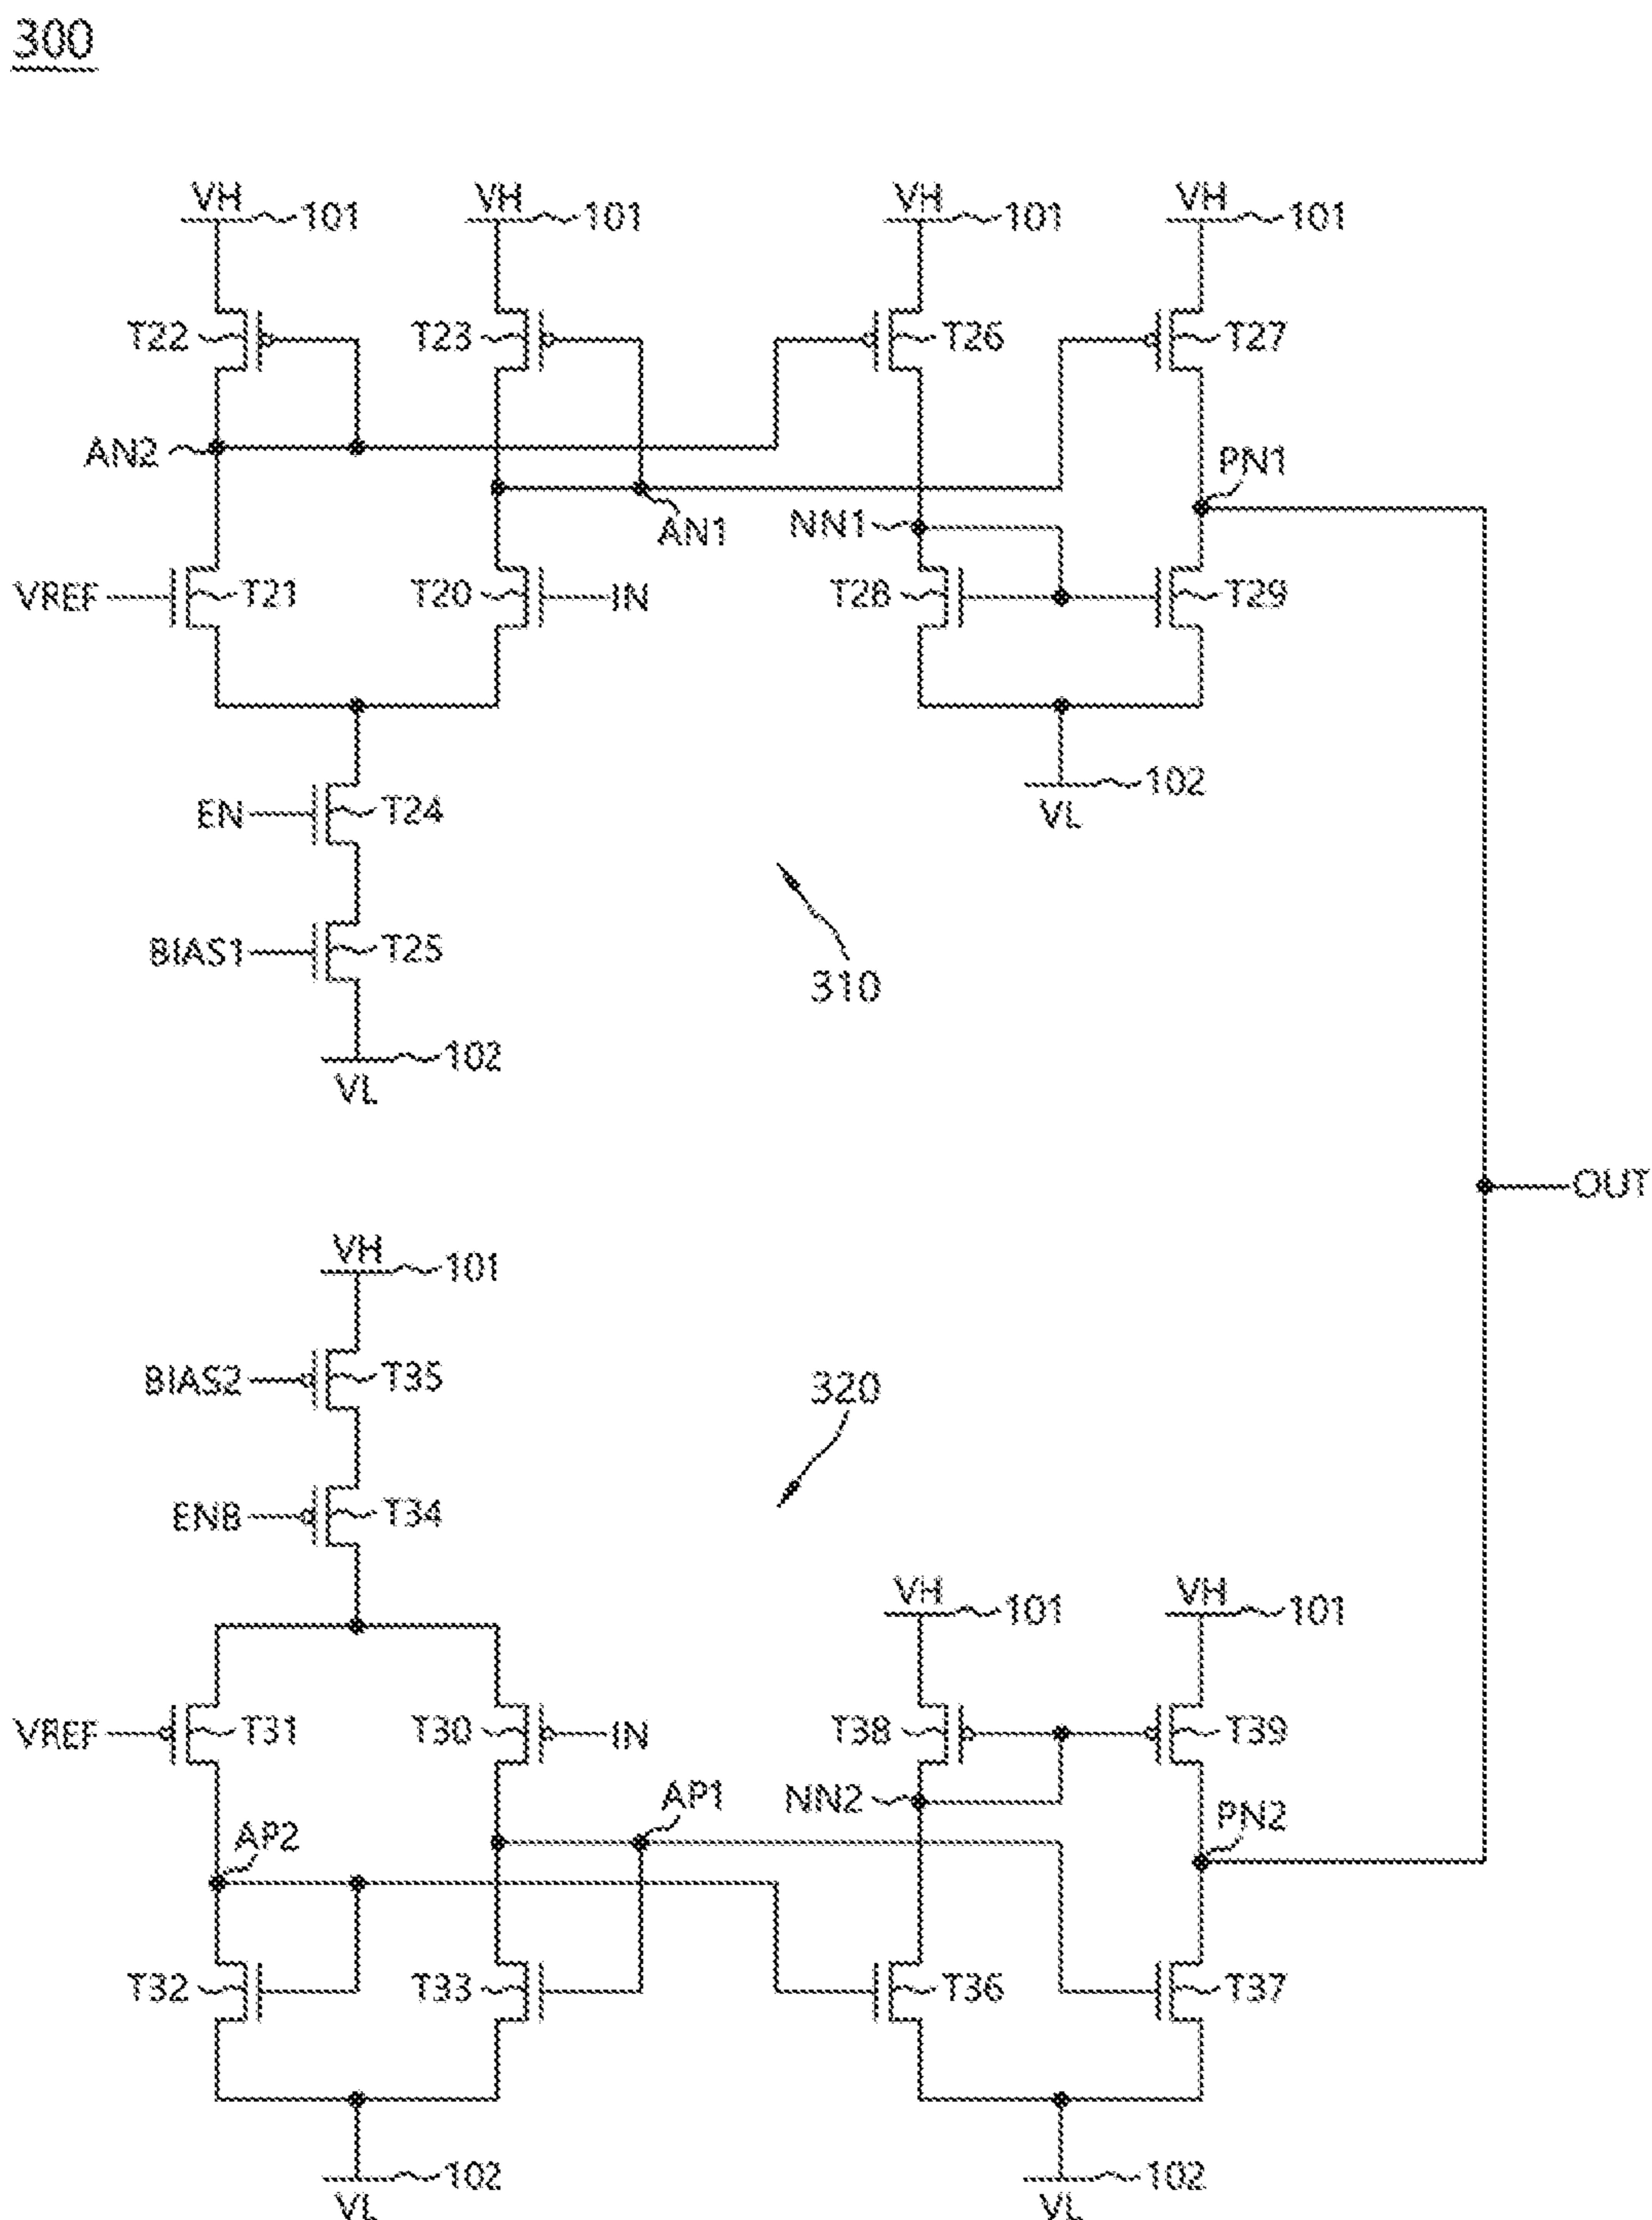 300
VH 101 VH 101 VH 101 VH 101
T22 T23 T26 T27
AN2 AN1 NN1 PN1
VREF T21 T20 IN T28 T29
EN T24
102
VL
BIAS1 T25
310
102
VL
OUT
VH 101
BIAS2 T35
320
ENB T34
VH 101 VH 101
VREF T31 T30 IN T38 T39
AP2 AP1 NN2 PN2
T32 T33 T36 T37
102 102
VL VL